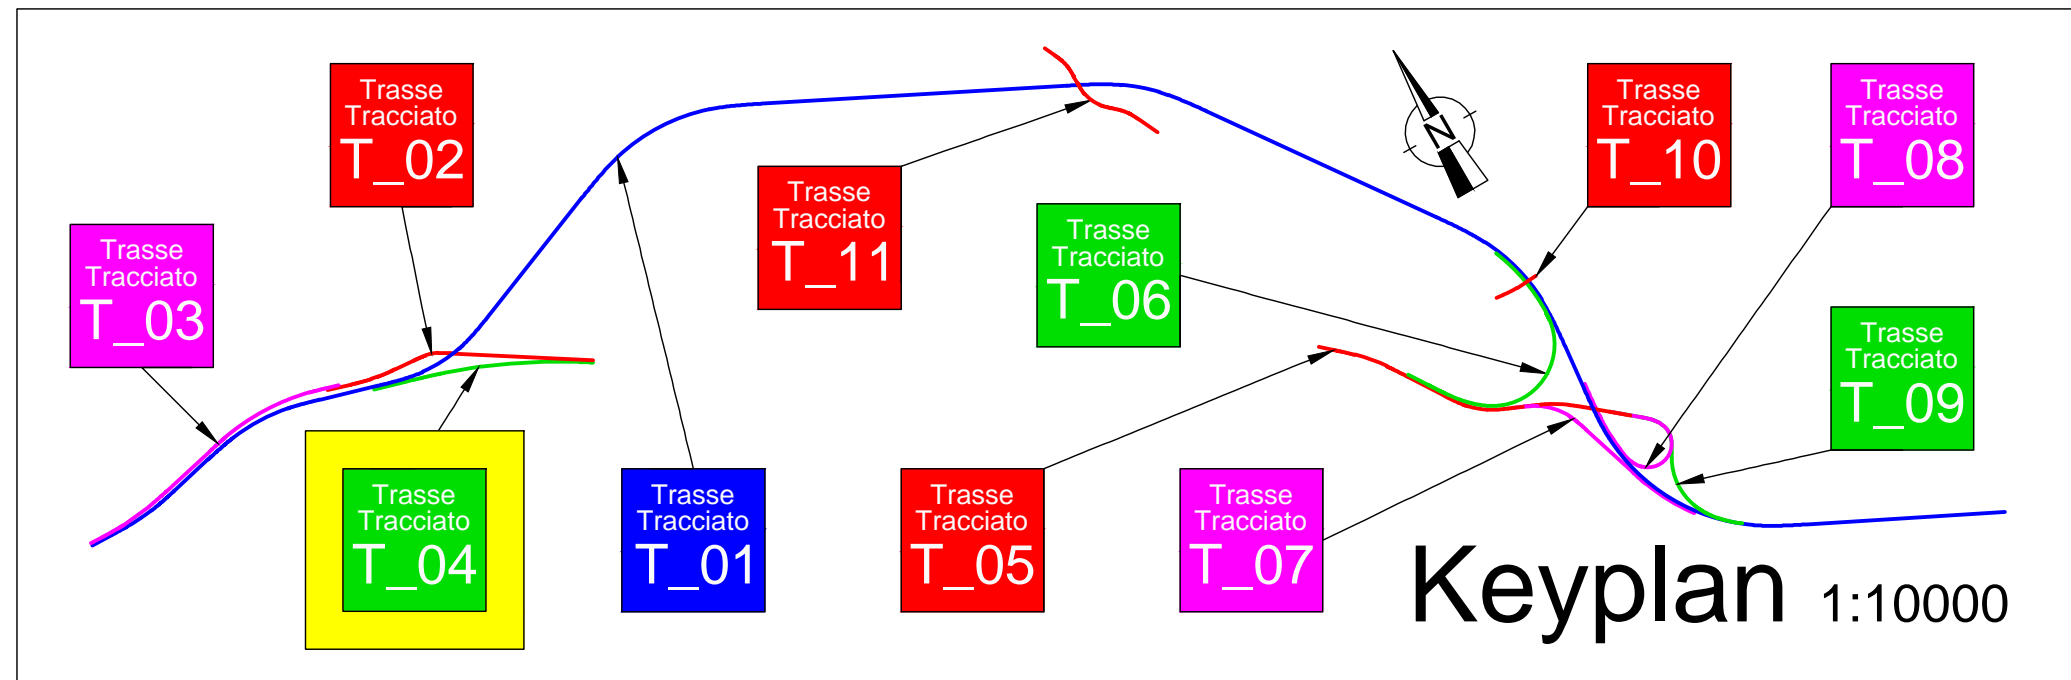 Trasse
Tracciato
T_02
Trasse
Tracciato
T_10
Trasse
Tracciato
T_08
Trasse
Tracciato
T_11
Trasse
Tracciato
T_03
Trasse
Tracciato
T_06
N
Trasse
Tracciato
T_09
Trasse
Tracciato
T_04
Trasse
Tracciato
T_01
Trasse
Tracciato
T_05
Trasse
Tracciato
T_07
Keyplan 1:10000